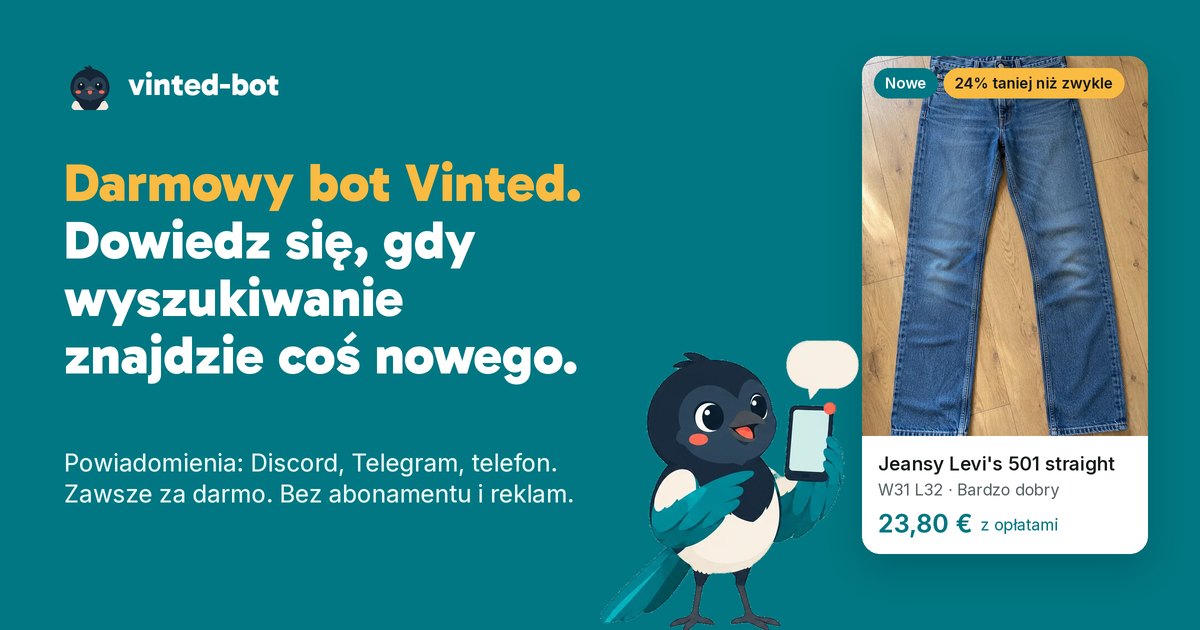 vinted-bot
Darmowy bot Vinted.
Dowiedz się, gdy
wyszukiwanie
znajdzie coś nowego.
Powiadomienia: Discord, Telegram, telefon.
Zawsze za darmo. Bez abonamentu i reklam.
Nowe
24% taniej niż zwykle
Jeansy Levi's 501 straight
W31 L32 · Bardzo dobry
23,80 € z opłatami